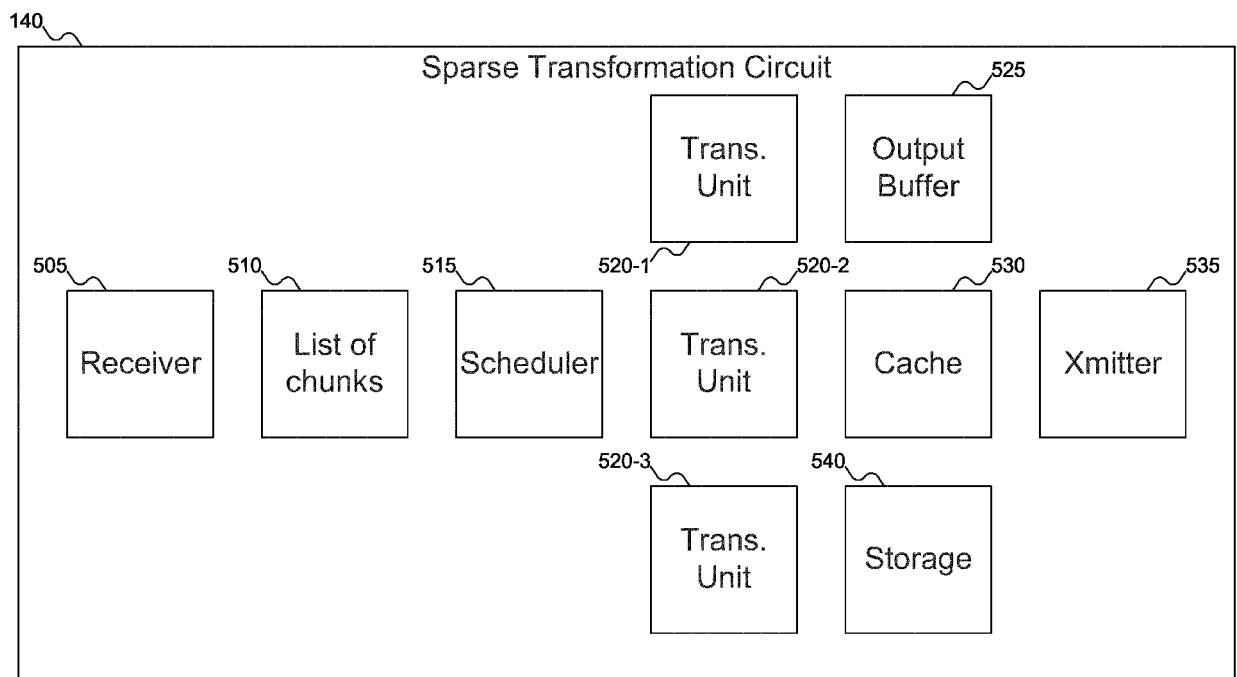 140
Sparse Transformation Circuit
525
Trans.
Unit
Output
Buffer
505
510
515
520-1
520-2
530
535
Receiver
List of
chunks
Scheduler
Trans.
Unit
Cache
Xmitter
520-3
540
Trans.
Unit
Storage